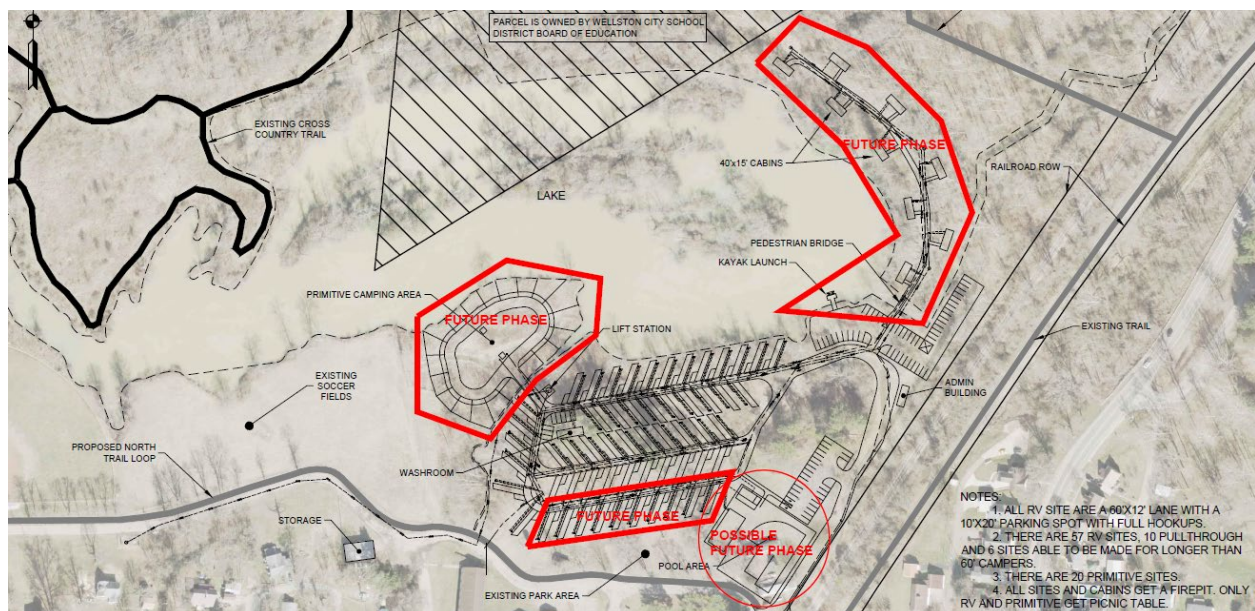 PARCEL IS OWNED BY WELLSTON CITY SCHOOL
DISTRICT BOARD OF EDUCATION
EXISTING CROSS
COUNTRY TRAIL
FUTURE PHASE
40'x15' CABINS
RAILROAD ROW
LAKE
PEDESTRIAN BRIDGE
KAYAK LAUNCH
PRIMITIVE CAMPING AREA
FUTURE PHASE
LIFT STATION
EXISTING TRAIL
EXISTING
SOCCER
FIELDS
ADMIN
BUILDING
PROPOSED NORTH
TRAIL LOOP
WASHROOM
STORAGE
FUTURE PHASE
POSSIBLE
FUTURE PHASE
POOL AREA
EXISTING PARK AREA
NOTES:
1. ALL RV SITE ARE A 60'X12' LANE WITH A
10'X20' PARKING SPOT WITH FULL HOOKUPS.
2. THERE ARE 57 RV SITES, 10 PULLTHROUGH
AND 6 SITES ABLE TO BE MADE FOR LONGER THAN
60' CAMPERS.
3. THERE ARE 20 PRIMITIVE SITES.
4. ALL SITES AND CABINS GET A FIREPIT. ONLY
RV AND PRIMITIVE GET PICNIC TABLE